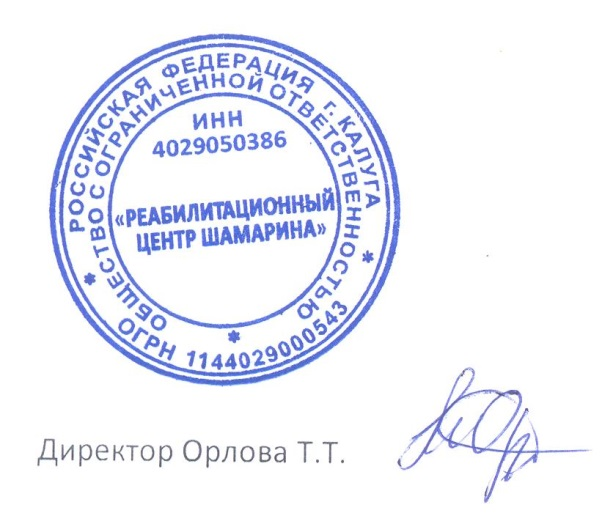 РОССИЙСКАЯ ФЕДЕРАЦИЯ г. КАЛУГА
ОБЩЕСТВО С ОГРАНИЧЕННОЙ ОТВЕТСТВЕННОСТЬЮ
ИНН
4029050386
«РЕАБИЛИТАЦИОННЫЙ
ЦЕНТР ШАМАРИНА»
* ОГРН 1144029000543 *
*
Директор Орлова Т.Т.